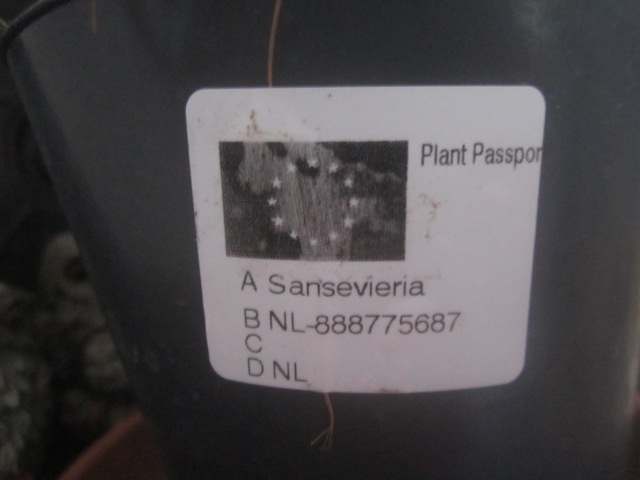 Plant Passpor
A Sansevieria
B NL-888775687
C
D NL